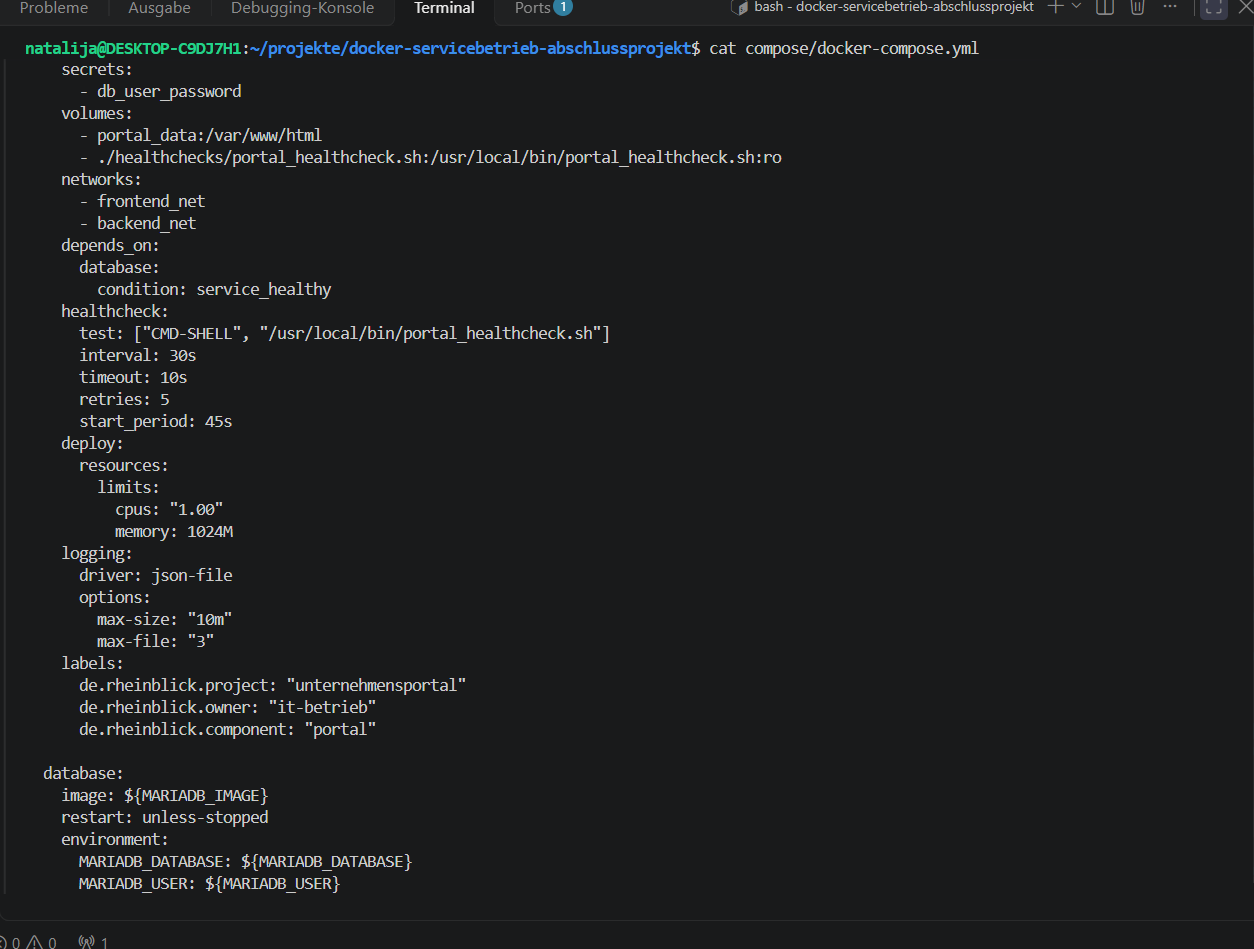 Probleme Ausgabe Debugging-Konsole Terminal Ports 1 bash - docker-servicebetrieb-abschlussprojekt
natalija@DESKTOP-C9DJ7H1:~/projekte/docker-servicebetrieb-abschlussprojekt$ cat compose/docker-compose.yml
    secrets:
      - db_user_password
    volumes:
      - portal_data:/var/www/html
      - ./healthchecks/portal_healthcheck.sh:/usr/local/bin/portal_healthcheck.sh:ro
    networks:
      - frontend_net
      - backend_net
    depends_on:
      database:
        condition: service_healthy
    healthcheck:
      test: ["CMD-SHELL", "/usr/local/bin/portal_healthcheck.sh"]
      interval: 30s
      timeout: 10s
      retries: 5
      start_period: 45s
    deploy:
      resources:
        limits:
          cpus: "1.00"
          memory: 1024M
    logging:
      driver: json-file
      options:
        max-size: "10m"
        max-file: "3"
    labels:
      de.rheinblick.project: "unternehmensportal"
      de.rheinblick.owner: "it-betrieb"
      de.rheinblick.component: "portal"

  database:
    image: ${MARIADB_IMAGE}
    restart: unless-stopped
    environment:
      MARIADB_DATABASE: ${MARIADB_DATABASE}
      MARIADB_USER: ${MARIADB_USER}
0 0 1